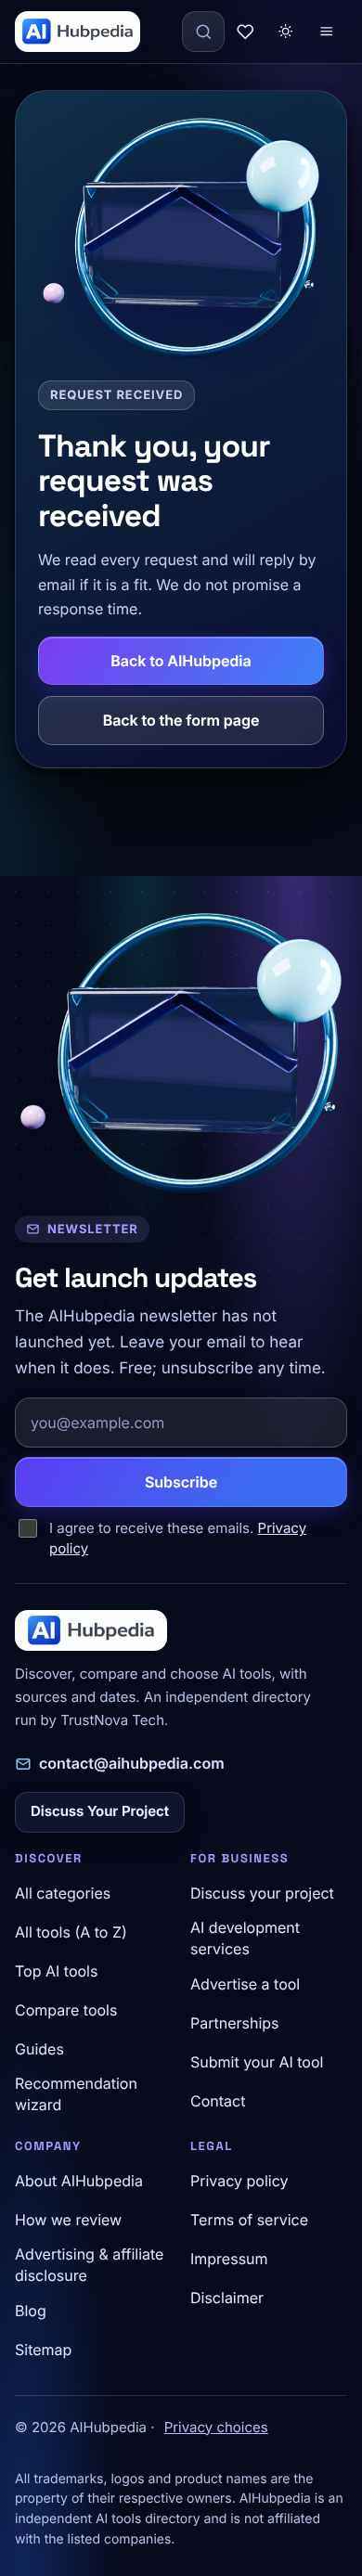 AI Hubpedia
REQUEST RECEIVED
Thank you, your
request was
received
We read every request and will reply by
email if it is a fit. We do not promise a
response time.
Back to AIHubpedia
Back to the form page
NEWSLETTER
Get launch updates
The AIHubpedia newsletter has not
launched yet. Leave your email to hear
when it does. Free; unsubscribe any time.
you@example.com
Subscribe
I agree to receive these emails. Privacy
policy
AI Hubpedia
Discover, compare and choose AI tools, with
sources and dates. An independent directory
run by TrustNova Tech.
contact@aihubpedia.com
Discuss Your Project
DISCOVER
All categories
All tools (A to Z)
Top AI tools
Compare tools
Guides
Recommendation
wizard
FOR BUSINESS
Discuss your project
AI development
services
Advertise a tool
Partnerships
Submit your AI tool
Contact
COMPANY
About AIHubpedia
How we review
Advertising & affiliate
disclosure
Blog
Sitemap
LEGAL
Privacy policy
Terms of service
Impressum
Disclaimer
© 2026 AIHubpedia · Privacy choices
All trademarks, logos and product names are the
property of their respective owners. AIHubpedia is an
independent AI tools directory and is not affiliated
with the listed companies.